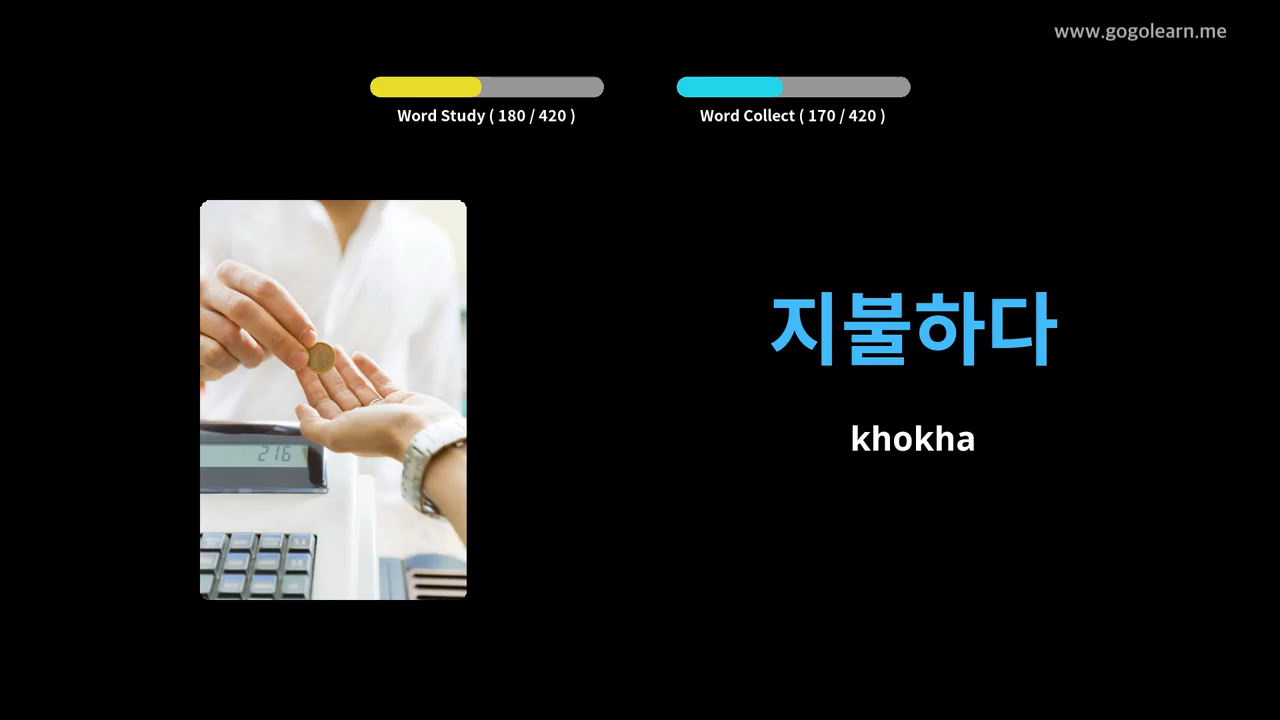 www.gogolearn.me
Word Study ( 180 / 420 )
Word Collect ( 170 / 420 )
216
지불하다
khokha